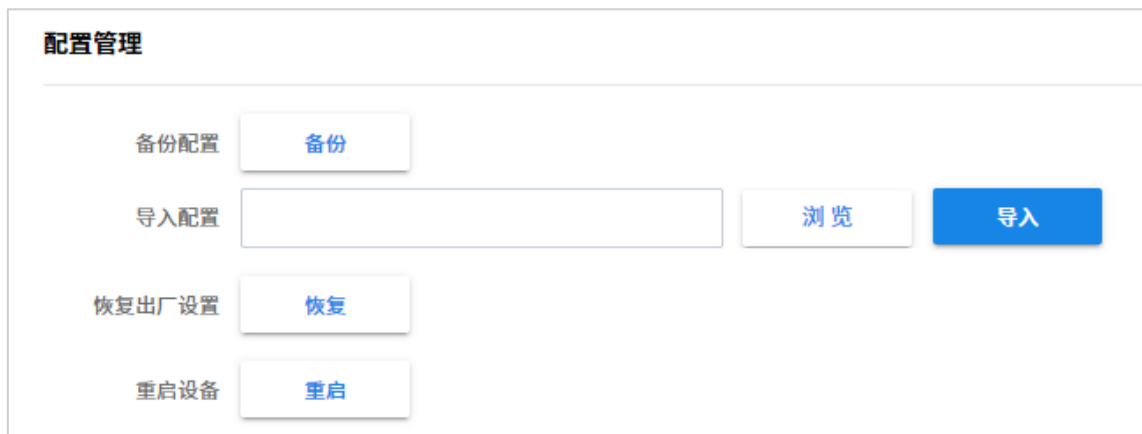 配置管理
备份配置 备份
导入配置 浏览 导入
恢复出厂设置 恢复
重启设备 重启